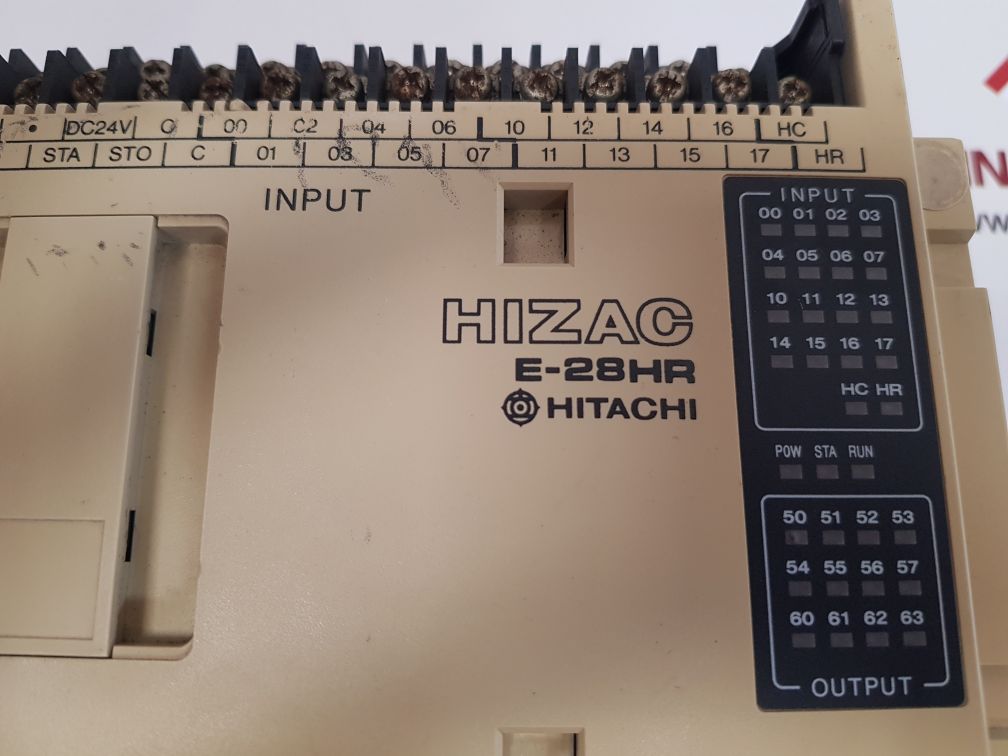 DC24V C 00 C2 04 06 10 12 14 16 HC
STA STO C 01 03 05 07 11 13 15 17 HR
INPUT
HIZAC
E-28HR
HITACHI
INPUT
00 01 02 03
04 05 06 07
10 11 12 13
14 15 16 17
HC HR
POW STA RUN
50 51 52 53
54 55 56 57
60 61 62 63
OUTPUT